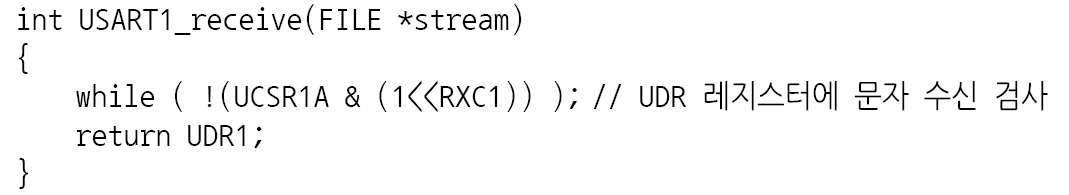 int USART1_receive(FILE *stream)
{
    while ( !(UCSR1A & (1<<RXC1)) ); // UDR 레지스터에 문자 수신 검사
    return UDR1;
}